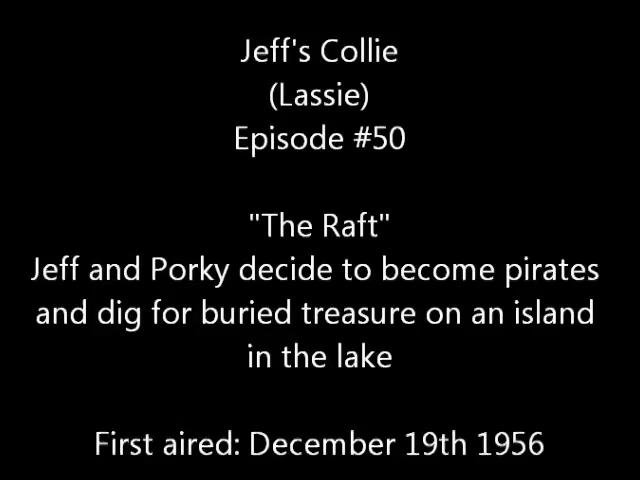 Jeff's Collie
(Lassie)
Episode #50
"The Raft"
Jeff and Porky decide to become pirates
and dig for buried treasure on an island
in the lake
First aired: December 19th 1956